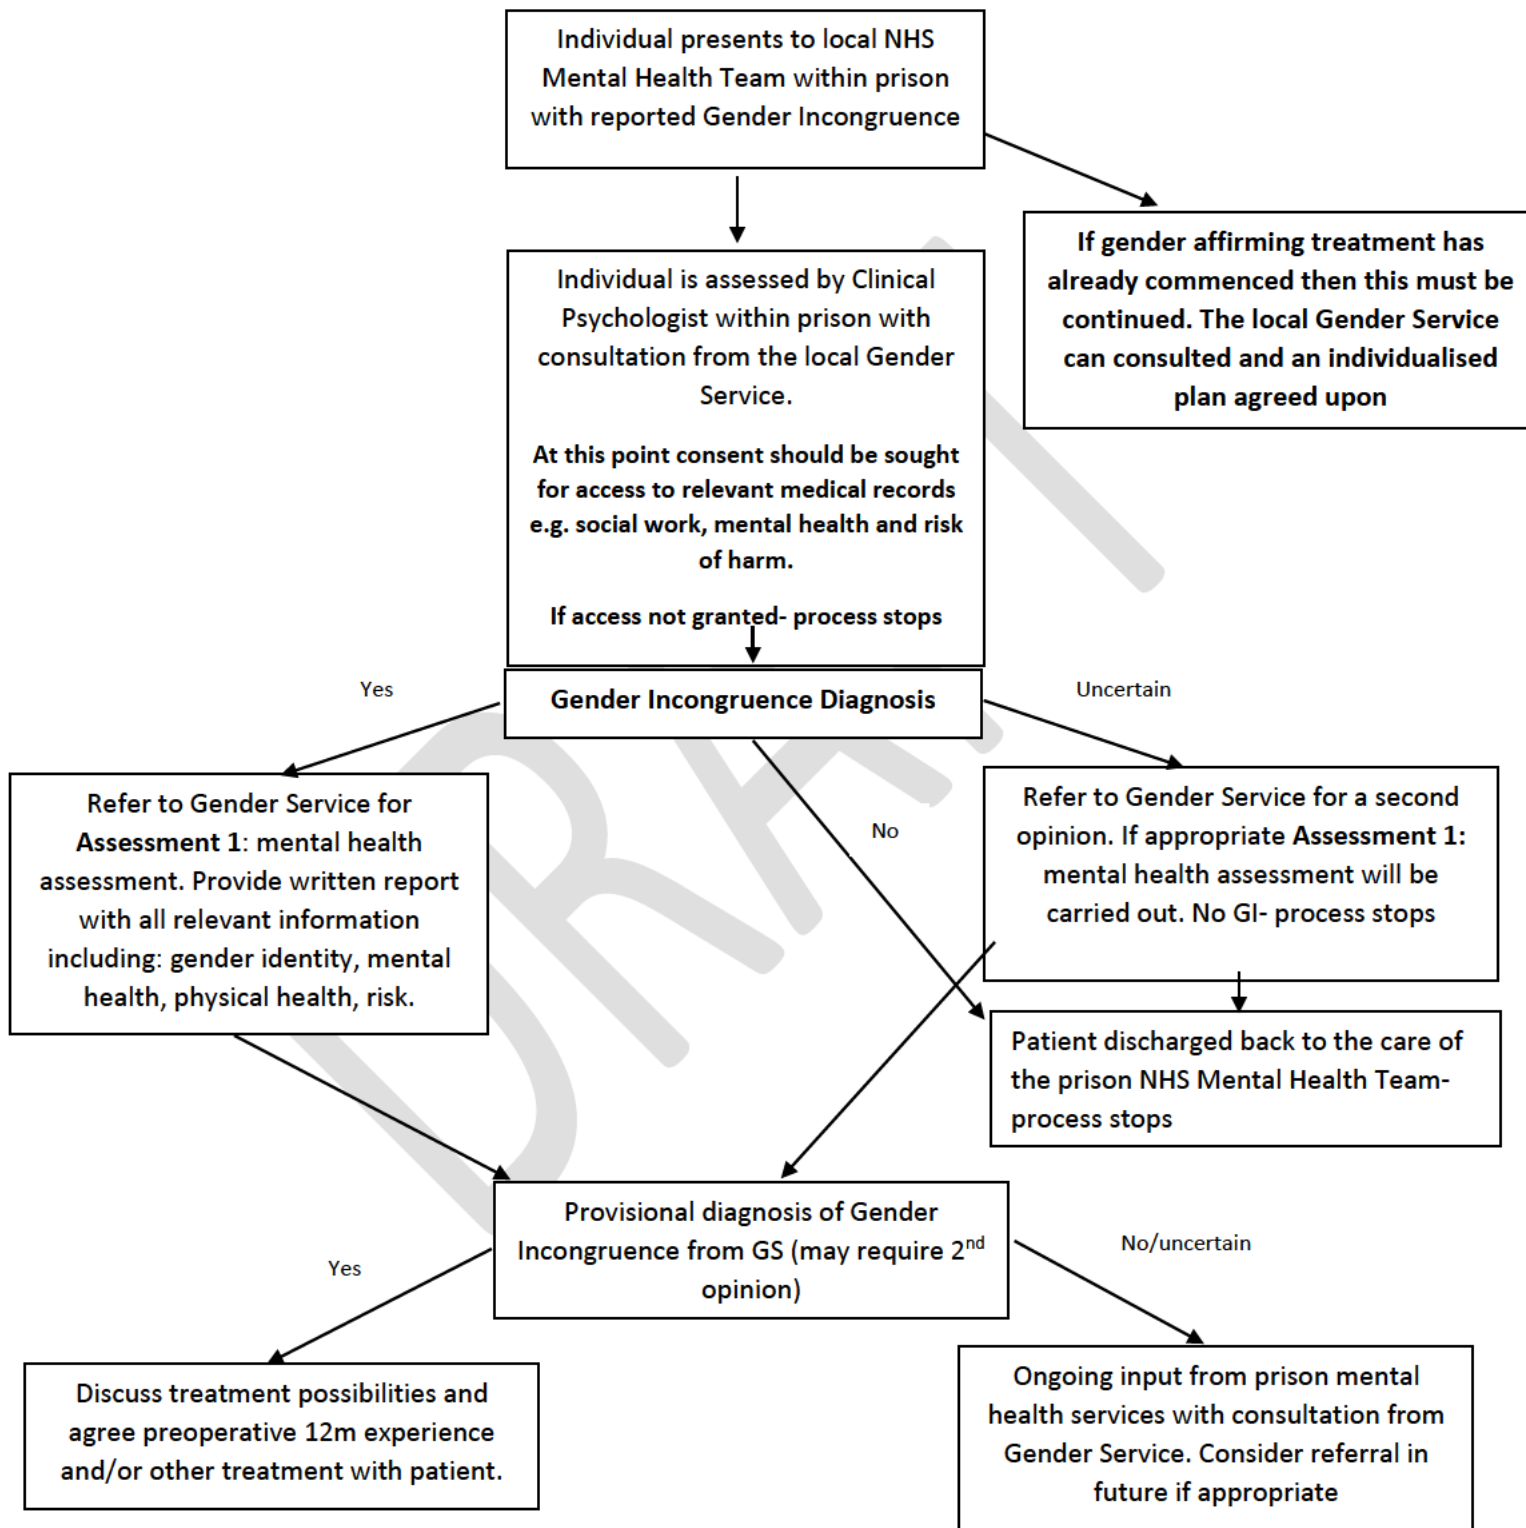 Individual presents to local NHS
Mental Health Team within prison
with reported Gender Incongruence
If gender affirming treatment has
already commenced then this must be
continued. The local Gender Service
can consulted and an individualised
plan agreed upon
Individual is assessed by Clinical
Psychologist within prison with
consultation from the local Gender
Service.
At this point consent should be sought
for access to relevant medical records
e.g. social work, mental health and risk
of harm.
If access not granted- process stops
Gender Incongruence Diagnosis
Yes
Uncertain
No
Refer to Gender Service for
Assessment 1: mental health
assessment. Provide written report
with all relevant information
including: gender identity, mental
health, physical health, risk.
Refer to Gender Service for a second
opinion. If appropriate Assessment 1:
mental health assessment will be
carried out. No GI- process stops
Patient discharged back to the care of
the prison NHS Mental Health Team-
process stops
Provisional diagnosis of Gender
Incongruence from GS (may require 2nd
opinion)
Yes
No/uncertain
Discuss treatment possibilities and
agree preoperative 12m experience
and/or other treatment with patient.
Ongoing input from prison mental
health services with consultation from
Gender Service. Consider referral in
future if appropriate
DRAFT